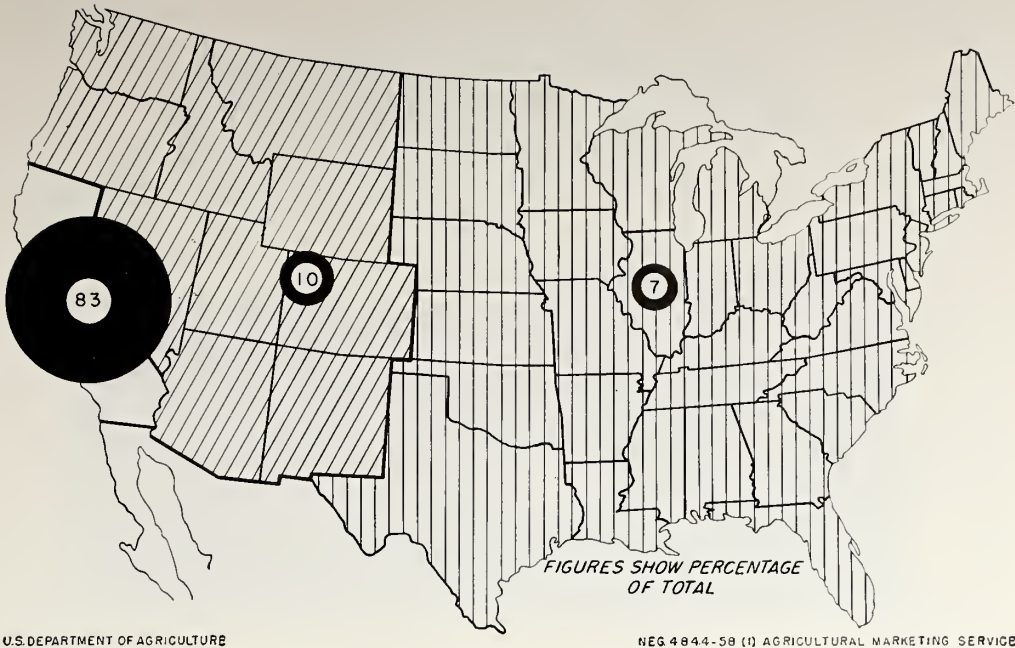 83
10
7
FIGURES SHOW PERCENTAGE
OF TOTAL
U.S. DEPARTMENT OF AGRICULTURE
NEG. 4844-58 (1) AGRICULTURAL MARKETING SERVICE